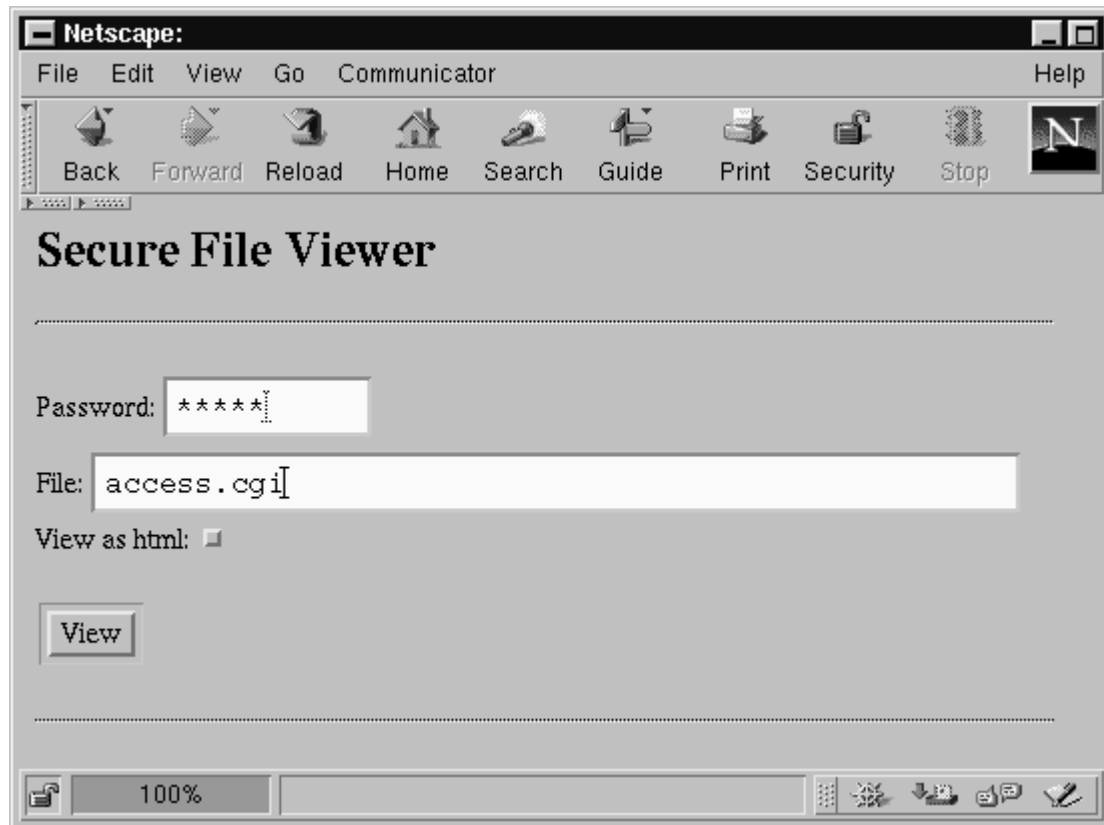 Netscape:
File Edit View Go Communicator Help
Back Forward Reload Home Search Guide Print Security Stop N
Secure File Viewer
Password: *****
File: access.cgi
View as html:
View
100%